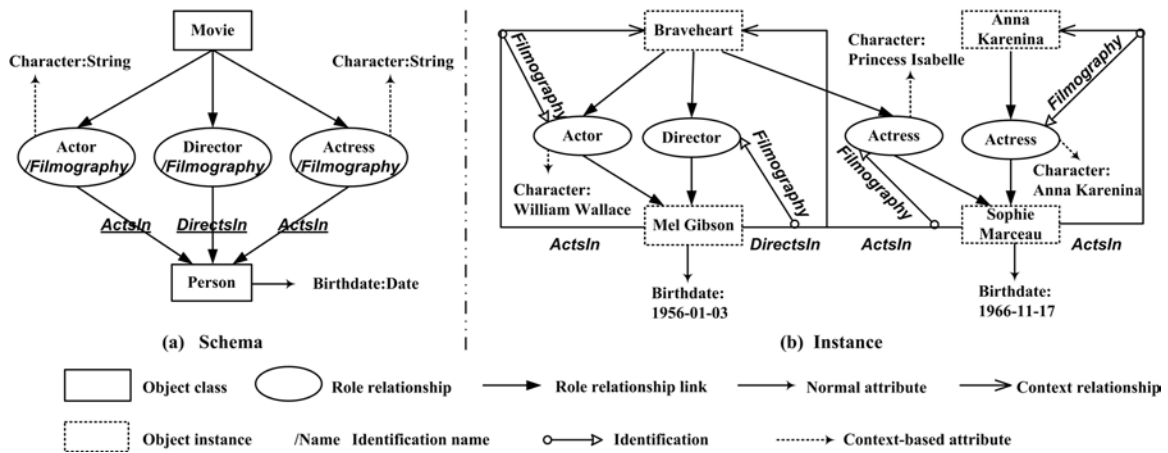 Movie
Character:String
Character:String
Actor
/Filmography
Director
/Filmography
Actress
/Filmography
ActsIn
DirectsIn
ActsIn
Person
Birthdate:Date
(a) Schema
Braveheart
Anna
Karenina
Filmography
Character:
Princess Isabelle
Filmography
Actor
Director
Actress
Actress
Filmography
Filmography
Character:
William Wallace
Character:
Anna Karenina
Mel Gibson
Sophie
Marceau
ActsIn
DirectsIn
ActsIn
ActsIn
Birthdate:
1956-01-03
Birthdate:
1966-11-17
(b) Instance
Object class
Role relationship
Role relationship link
Normal attribute
Context relationship
Object instance
/Name Identification name
Identification
Context-based attribute